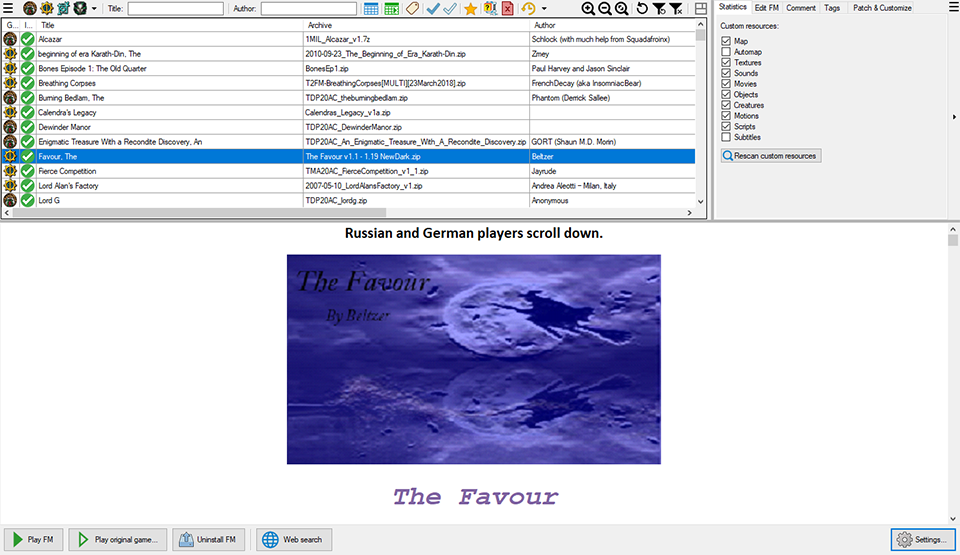 Title: Author:
G... I... Title Archive Author
Alcazar 1MIL_Alcazar_v1.7z Schlock (with much help from Squadafroinx)
beginning of era Karath-Din, The 2010-09-23_The_Beginning_of_Era_Karath-Din.zip Zmey
Bones Episode 1: The Old Quarter BonesEp1.zip Paul Harvey and Jason Sinclair
Breathing Corpses T2FM-BreathingCorpses[MULTI][23March2018].zip FrenchDecay (aka InsomniacBear)
Burning Bedlam, The TDP20AC_theburningbedlam.zip Phantom (Derrick Sallee)
Calendra's Legacy Calendras_Legacy_v1a.zip
Dewinder Manor TDP20AC_DewinderManor.zip
Enigmatic Treasure With a Recondite Discovery, An TDP20AC_An_Enigmatic_Treasure_With_A_Recondite_Discovery.zip GORT (Shaun M.D. Morin)
Favour, The The Favour v1.1 - 1.19 NewDark.zip Beltzer
Fierce Competition TMA20AC_FierceCompetition_v1_1.zip Jayrude
Lord Alan's Factory 2007-05-10_LordAlansFactory_v1.zip Andrea Aleotti - Milan, Italy
Lord G TDP20AC_lordg.zip Anonymous
Statistics Edit FM Comment Tags Patch & Customize
Custom resources:
Map
Automap
Textures
Sounds
Movies
Objects
Creatures
Motions
Scripts
Subtitles
Rescan custom resources
Russian and German players scroll down.
The Favour
By Beltzer
The Favour
Play FM Play original game... Uninstall FM Web search Settings...